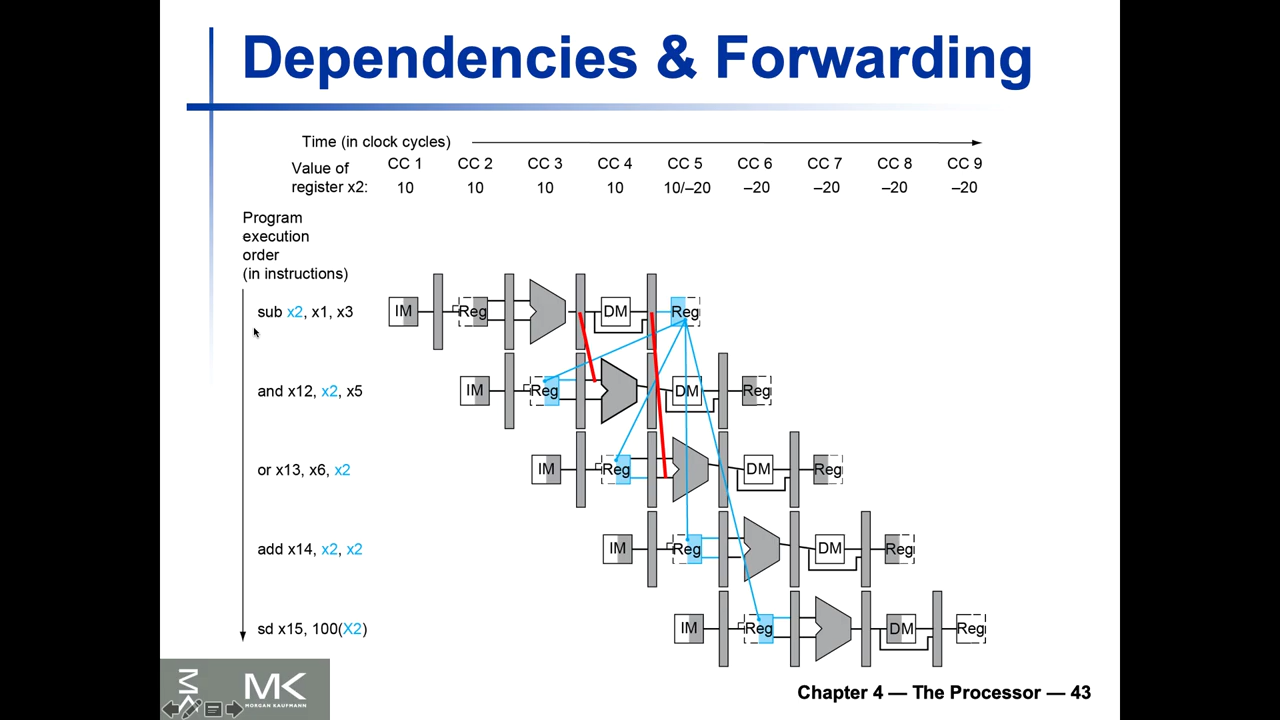 Dependencies & Forwarding
Time (in clock cycles)
Value of
register x2:
CC 1 CC 2 CC 3 CC 4 CC 5 CC 6 CC 7 CC 8 CC 9
10 10 10 10 10/–20 –20 –20 –20 –20
Program
execution
order
(in instructions)
sub x2, x1, x3
IM Reg DM Reg
and x12, x2, x5
IM Reg DM Reg
or x13, x6, x2
IM Reg DM Reg
add x14, x2, x2
IM Reg DM Reg
sd x15, 100(X2)
IM Reg DM Reg
MK
MK
MORGAN KAUFMANN
Chapter 4 — The Processor — 43